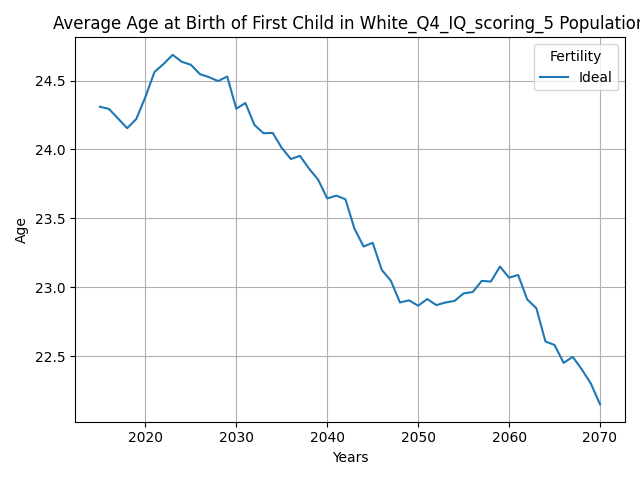 Average Age at Birth of First Child in White_Q4_IQ_scoring_5 Population
Fertility
Ideal
24.5
24.0
23.5
23.0
22.5
Age
2020 2030 2040 2050 2060 2070
Years